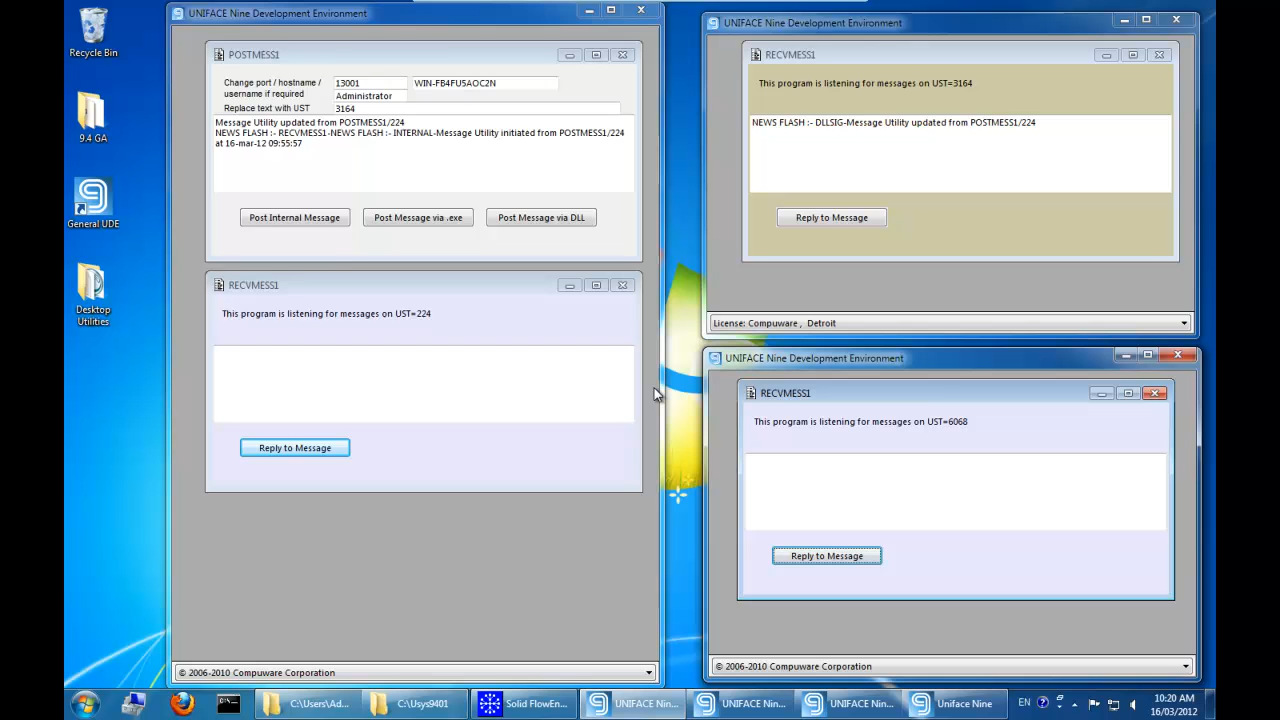 Recycle Bin
9.4 GA
General UDE
Desktop
Utilities
UNIFACE Nine Development Environment
POSTMESS1
Change port / hostname /
username if required
13001
WIN-FB4FU5AOC2N
Administrator
Replace text with UST
3164
Message Utility updated from POSTMESS1/224
NEWS FLASH :- RECVMESS1-NEWS FLASH :- INTERNAL-Message Utility initiated from POSTMESS1/224
at 16-mar-12 09:55:57
Post Internal Message
Post Message via .exe
Post Message via DLL
RECVMESS1
This program is listening for messages on UST=224
Reply to Message
© 2006-2010 Compuware Corporation
UNIFACE Nine Development Environment
RECVMESS1
This program is listening for messages on UST=3164
NEWS FLASH :- DLLSIG-Message Utility updated from POSTMESS1/224
Reply to Message
License: Compuware , Detroit
UNIFACE Nine Development Environment
RECVMESS1
This program is listening for messages on UST=6068
Reply to Message
© 2006-2010 Compuware Corporation
C:\Users\Ad...
C:\Usys9401
Solid FlowEn...
UNIFACE Nin...
UNIFACE Nin...
UNIFACE Nin...
Uniface Nine
EN
10:20 AM
16/03/2012